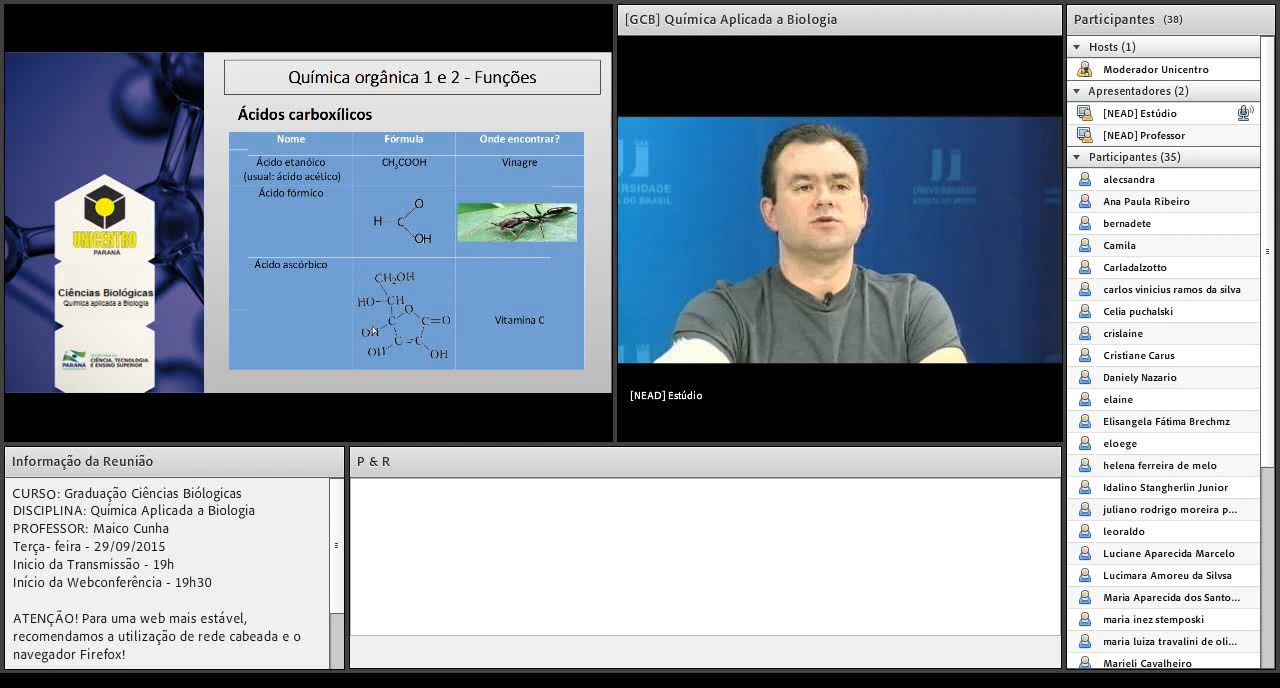 Química orgânica 1 e 2 - Funções
Ácidos carboxílicos
Nome Fórmula Onde encontrar?
Ácido etanóico CH₃COOH Vinagre
(usual: ácido acético)
Ácido fórmico
O
H C
OH
Ácido ascórbico
CH₂OH
HO CH
O
C C=O
OH
C=C
OH OH
Vitamina C
UNICENTRO
PARANÁ
Ciências Biológicas
Química aplicada a Biologia
PARANÁ
CIÊNCIA, TECNOLOGIA
E ENSINO SUPERIOR
[GCB] Química Aplicada a Biologia
UNIVERSIDADE
[NEAD] Estúdio
Participantes (38)
Hosts (1)
Moderador Unicentro
Apresentadores (2)
[NEAD] Estúdio
[NEAD] Professor
Participantes (35)
alecsandra
Ana Paula Ribeiro
bernadete
Camila
Carladalzotto
carlos vinicius ramos da silva
Celia puchalski
crislaine
Cristiane Carus
Daniely Nazario
elaine
Elisangela Fátima Brechmz
eloege
helena ferreira de melo
Idalino Stangherlin Junior
juliano rodrigo moreira p...
leoraldo
Luciane Aparecida Marcelo
Lucimara Amoreu da Silvsa
Maria Aparecida dos Santo...
maria inez stemposki
maria luiza travalini de oli...
Marieli Cavalheiro
Informação da Reunião
CURSO: Graduação Ciências Biólogicas
DISCIPLINA: Química Aplicada a Biologia
PROFESSOR: Maico Cunha
Terça- feira - 29/09/2015
Inicio da Transmissão - 19h
Início da Webconferência - 19h30
ATENÇÃO! Para uma web mais estável,
recomendamos a utilização de rede cabeada e o
navegador Firefox!
P & R